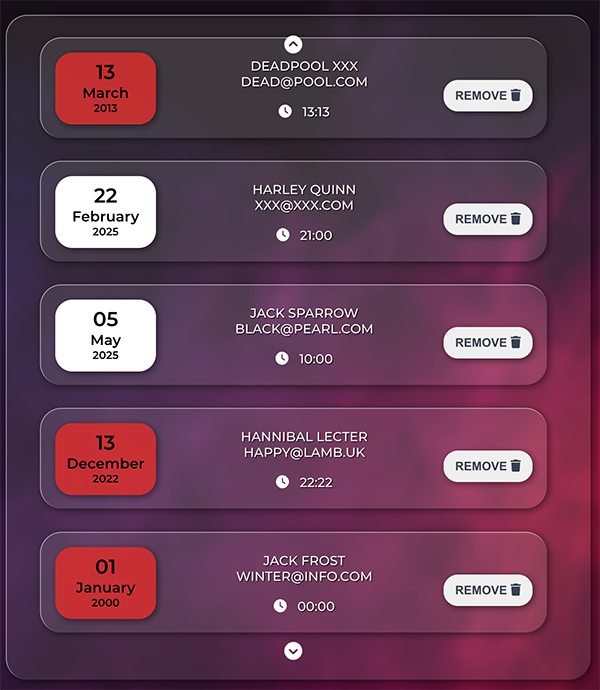 13
March
2013
DEADPOOL XXX
DEAD@POOL.COM
13:13
REMOVE
22
February
2025
HARLEY QUINN
XXX@XXX.COM
21:00
REMOVE
05
May
2025
JACK SPARROW
BLACK@PEARL.COM
10:00
REMOVE
13
December
2022
HANNIBAL LECTER
HAPPY@LAMB.UK
22:22
REMOVE
01
January
2000
JACK FROST
WINTER@INFO.COM
00:00
REMOVE